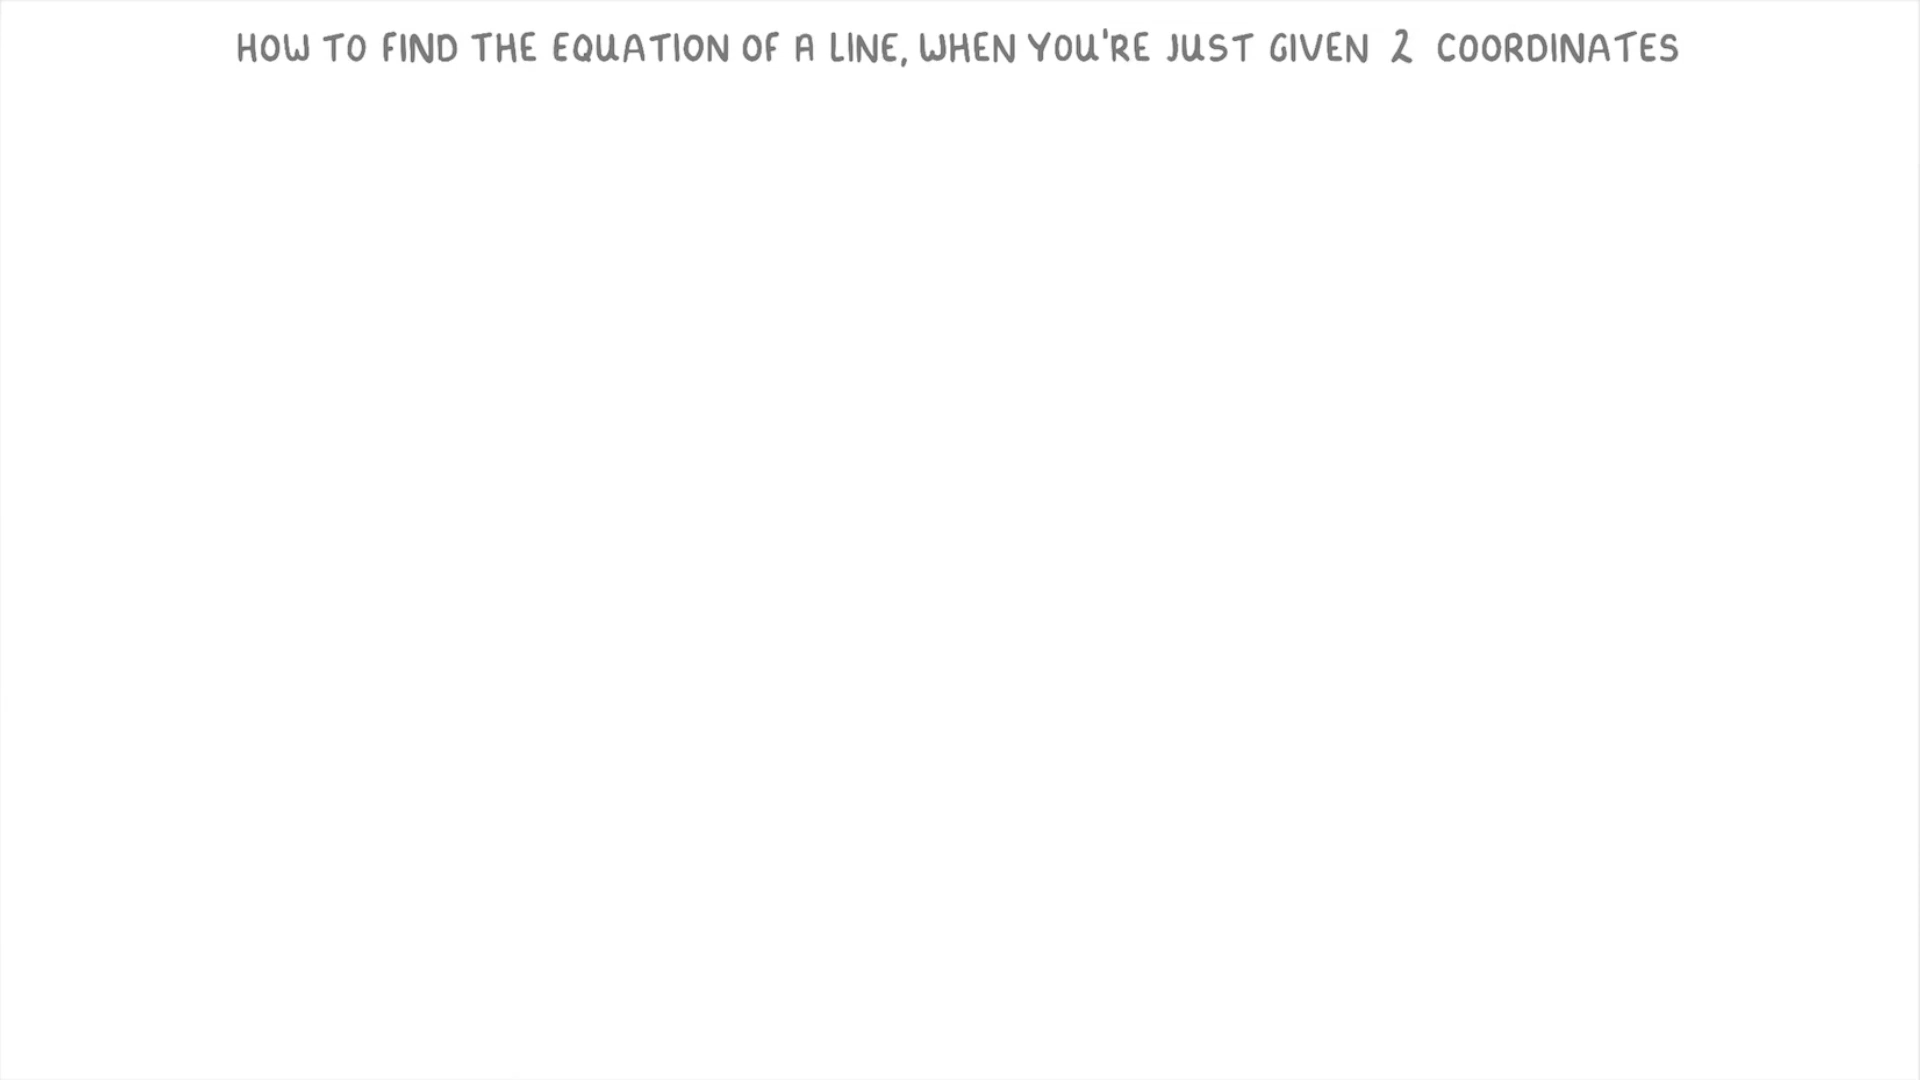 HOW TO FIND THE EQUATION OF A LINE, WHEN YOU'RE JUST GIVEN 2 COORDINATES